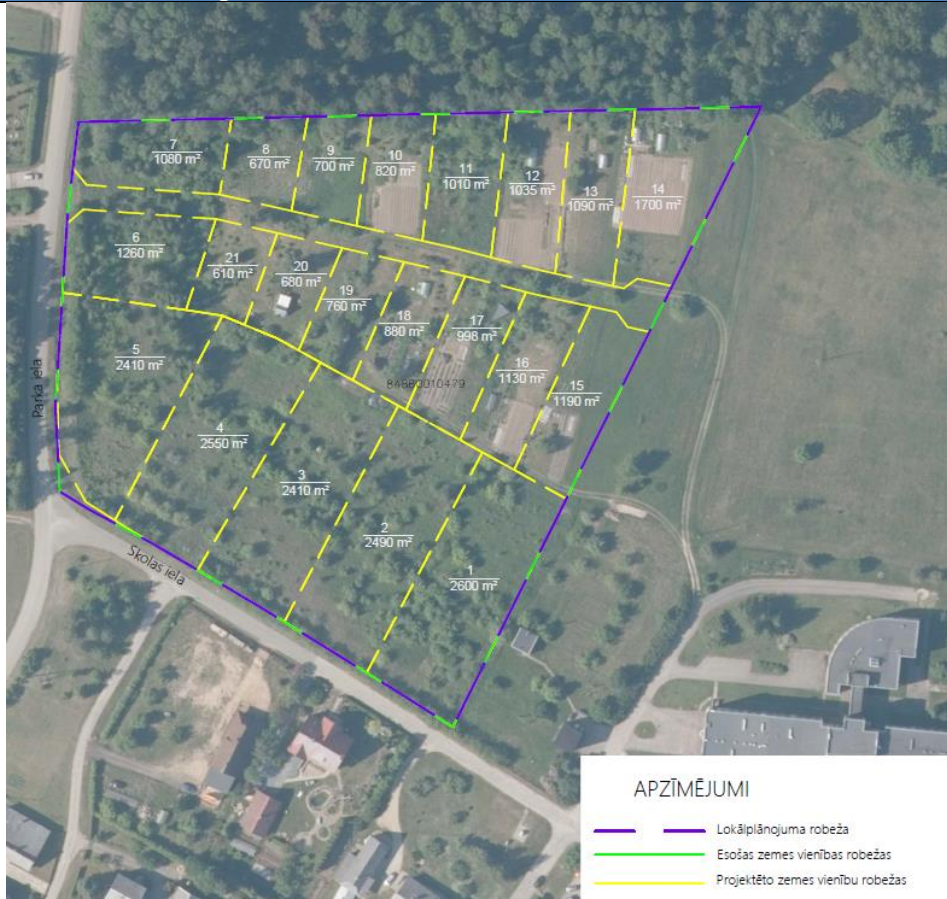 7
1080 m²
8
670 m²
9
700 m²
10
820 m²
11
1010 m²
12
1035 m²
13
1090 m²
14
1700 m²
6
1260 m²
21
610 m²
20
680 m²
19
760 m²
18
880 m²
17
998 m²
16
1130 m²
15
1190 m²
5
2410 m²
84660010479
Parka iela
4
2550 m²
3
2410 m²
2
2490 m²
1
2600 m²
Skolas iela
APZĪMĒJUMI
Lokālplānojuma robeža
Esošas zemes vienības robežas
Projektēto zemes vienību robežas